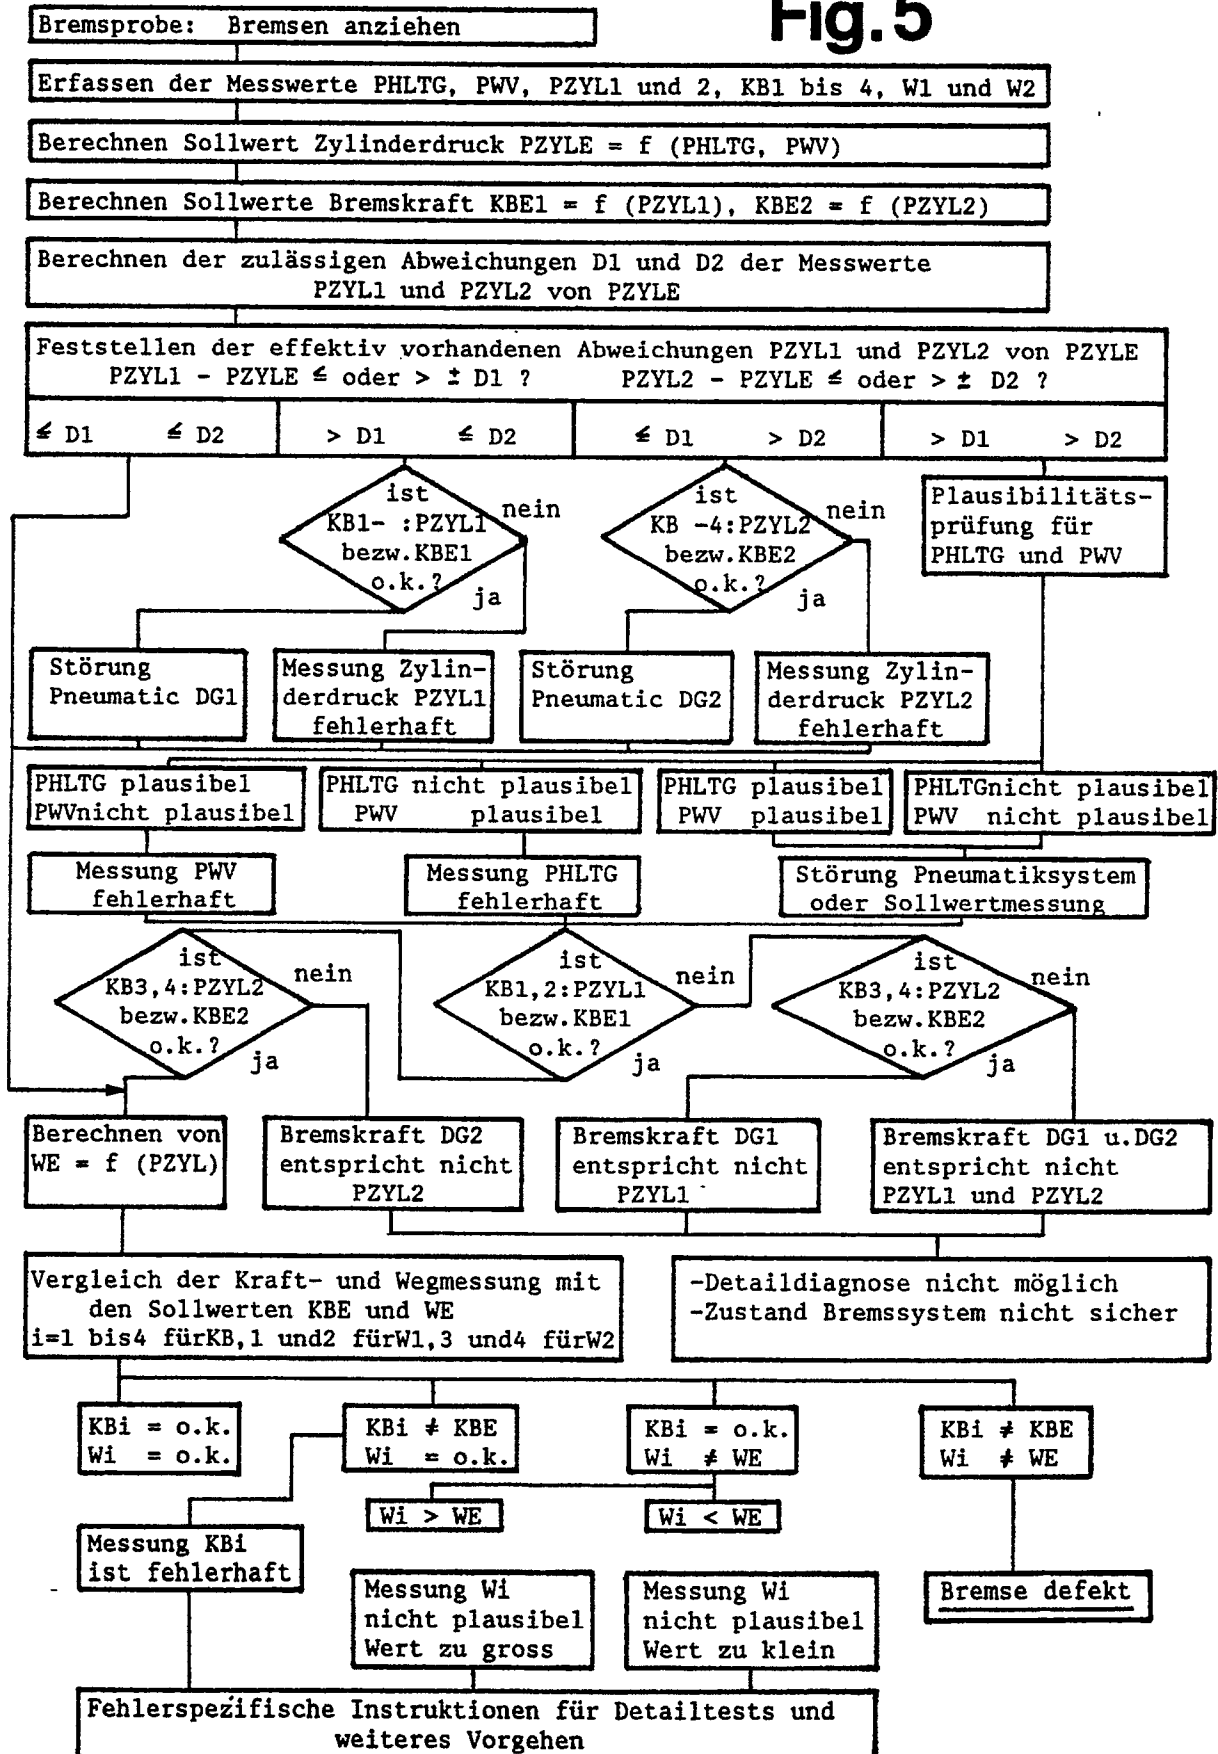 Fig.5
Bremsprobe: Bremsen anziehen
Erfassen der Messwerte PHLTG, PWV, PZYL1 und 2, KB1 bis 4, W1 und W2
Berechnen Sollwert Zylinderdruck PZYLE = f (PHLTG, PWV)
Berechnen Sollwerte Bremskraft KBE1 = f (PZYL1), KBE2 = f (PZYL2)
Berechnen der zulässigen Abweichungen D1 und D2 der Messwerte
PZYL1 und PZYL2 von PZYLE
Feststellen der effektiv vorhandenen Abweichungen PZYL1 und PZYL2 von PZYLE
PZYL1 - PZYLE ≤ oder > ± D1 ? PZYL2 - PZYLE ≤ oder > ± D2 ?
≤ D1 ≤ D2
> D1 ≤ D2
≤ D1 > D2
> D1 > D2
ist
KB1- :PZYL1
bezw.KBE1
o.k.?
nein
ja
ist
KB -4:PZYL2
bezw.KBE2
o.k.?
nein
ja
Plausibilitäts-
prüfung für
PHLTG und PWV
Störung
Pneumatic DG1
Messung Zylin-
derdruck PZYL1
fehlerhaft
Störung
Pneumatic DG2
Messung Zylin-
derdruck PZYL2
fehlerhaft
PHLTG plausibel
PWVnicht plausibel
PHLTG nicht plausibel
PWV plausibel
PHLTG plausibel
PWV plausibel
PHLTGnicht plausibel
PWV nicht plausibel
Messung PWV
fehlerhaft
Messung PHLTG
fehlerhaft
Störung Pneumatiksystem
oder Sollwertmessung
ist
KB3,4:PZYL2
bezw.KBE2
o.k.?
nein
ja
ist
KB1,2:PZYL1
bezw.KBE1
o.k.?
nein
ja
ist
KB3,4:PZYL2
bezw.KBE2
o.k.?
nein
ja
Berechnen von
WE = f (PZYL)
Bremskraft DG2
entspricht nicht
PZYL2
Bremskraft DG1
entspricht nicht
PZYL1
Bremskraft DG1 u.DG2
entspricht nicht
PZYL1 und PZYL2
Vergleich der Kraft- und Wegmessung mit
den Sollwerten KBE und WE
i=1 bis4 fürKB,1 und2 fürW1,3 und4 fürW2
-Detaildiagnose nicht möglich
-Zustand Bremssystem nicht sicher
KBi = o.k.
Wi = o.k.
KBi ≠ KBE
Wi = o.k.
KBi = o.k.
Wi ≠ WE
KBi ≠ KBE
Wi ≠ WE
Wi > WE
Wi < WE
Messung KBi
ist fehlerhaft
Messung Wi
nicht plausibel
Wert zu gross
Messung Wi
nicht plausibel
Wert zu klein
Bremse defekt
Fehlerspezifische Instruktionen für Detailtests und
weiteres Vorgehen